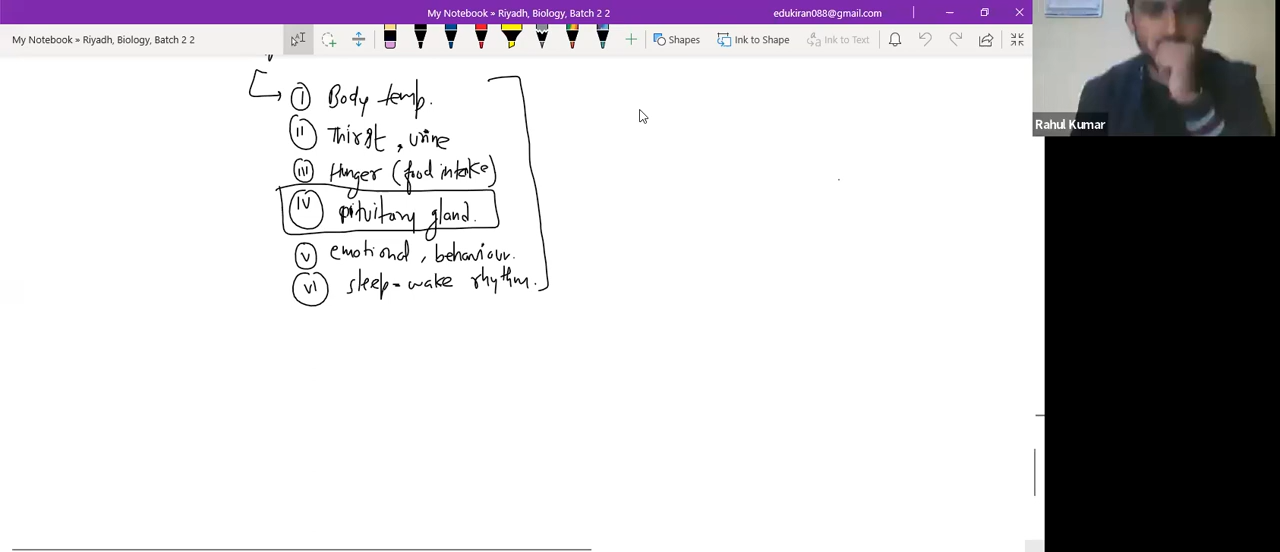 My Notebook » Riyadh, Biology, Batch 2 2
edukiran088@gmail.com
My Notebook » Riyadh, Biology, Batch 2 2
Shapes
Ink to Shape
Ink to Text
Rahul Kumar
I Body temp.
II Thirst, urine
III Hunger (food intake)
IV pituitary gland.
V emotional, behaviour.
VI sleep-wake rhythm.